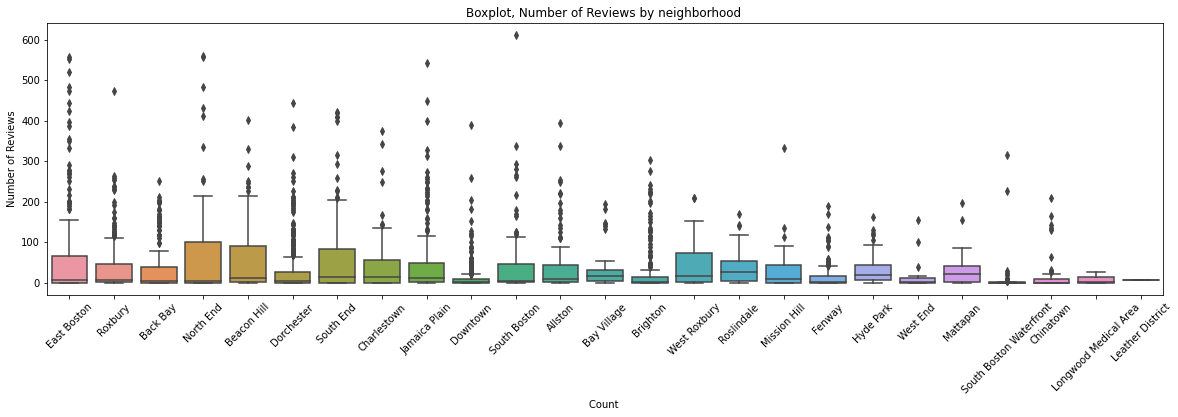 Boxplot, Number of Reviews by neighborhood
Number of Reviews
600
500
400
300
200
100
0
East Boston
Roxbury
Back Bay
North End
Beacon Hill
Dorchester
South End
Charlestown
Jamaica Plain
Downtown
South Boston
Allston
Bay Village
Brighton
West Roxbury
Roslindale
Mission Hill
Fenway
Hyde Park
West End
Mattapan
South Boston Waterfront
Chinatown
Longwood Medical Area
Leather District
Count